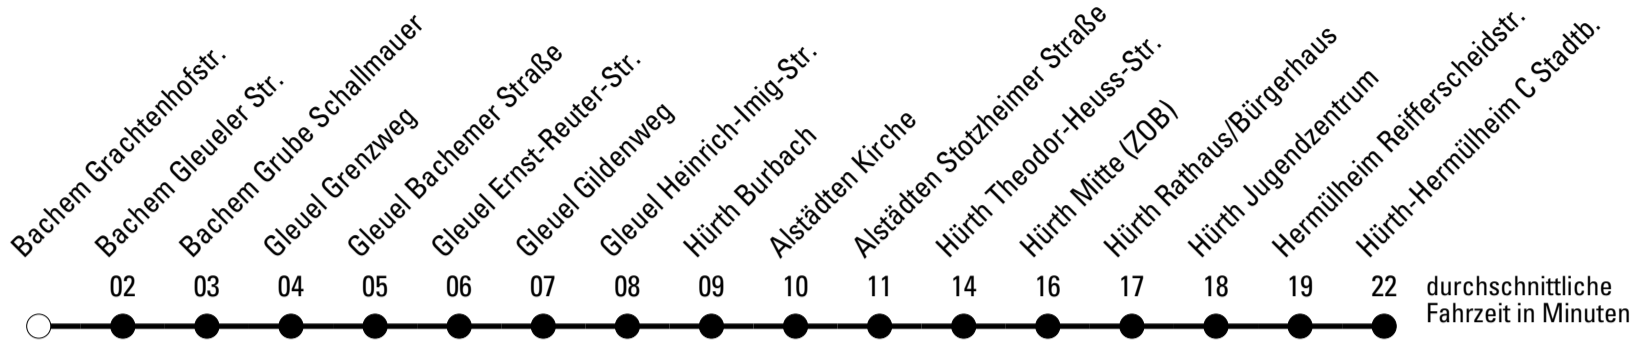 Bachem Grachtenhofstr.
Bachem Gleueler Str.
Bachem Grube Schallmauer
Gleuel Grenzweg
Gleuel Bachemer Straße
Gleuel Ernst-Reuter-Str.
Gleuel Gildenweg
Gleuel Heinrich-Imig-Str.
Hürth Burbach
Alstädten Kirche
Alstädten Stotzheimer Straße
Hürth Theodor-Heuss-Str.
Hürth Mitte (ZOB)
Hürth Rathaus/Bürgerhaus
Hürth Jugendzentrum
Hermülheim Reifferscheidstr.
Hürth-Hermülheim C Stadtb.
02 03 04 05 06 07 08 09 10 11 14 16 17 18 19 22
durchschnittliche
Fahrzeit in Minuten